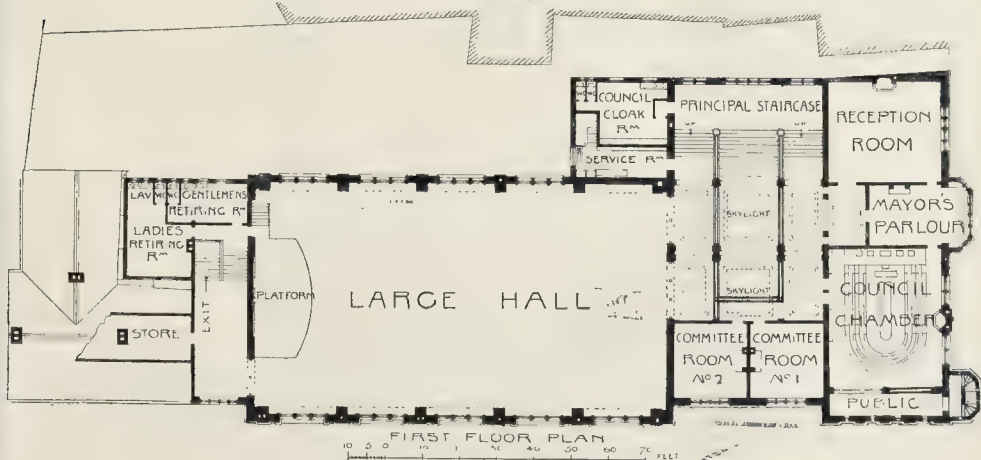 W.C. W.C.
COUNCIL
CLOAK
Rm
PRINCIPAL STAIRCASE
UP
UP
RECEPTION
ROOM
SERVICE Rm
LAV
W.C.
GENTLEMENS
RETIRING Rm
LADIES
RETIRING
Rm
SKYLIGHT
MAYOR'S
PARLOUR
EXIT
PLATFORM
LARGE HALL
SKYLIGHT
COUNCIL
CHAMBER
STORE
COMMITTEE
ROOM
No 2
COMMITTEE
ROOM
No 1
PUBLIC
FIRST FLOOR PLAN
10 5 0 10 30 40 50 60 70 FEET